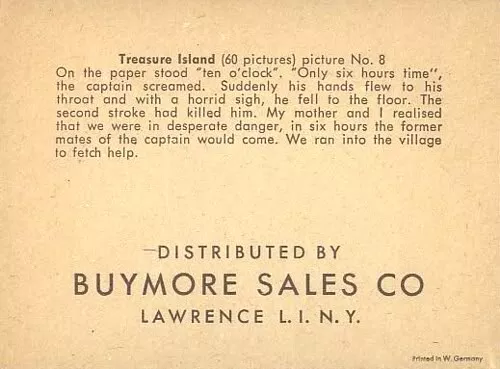 Treasure Island (60 pictures) picture No. 8
On the paper stood "ten o'clock". "Only six hours time",
the captain screamed. Suddenly his hands flew to his
throat and with a horrid sigh, he fell to the floor. The
second stroke had killed him. My mother and I realised
that we were in desperate danger, in six hours the former
mates of the captain would come. We ran into the village
to fetch help.
DISTRIBUTED BY
BUYMORE SALES CO
LAWRENCE L. I. N. Y.
Printed in W. Germany